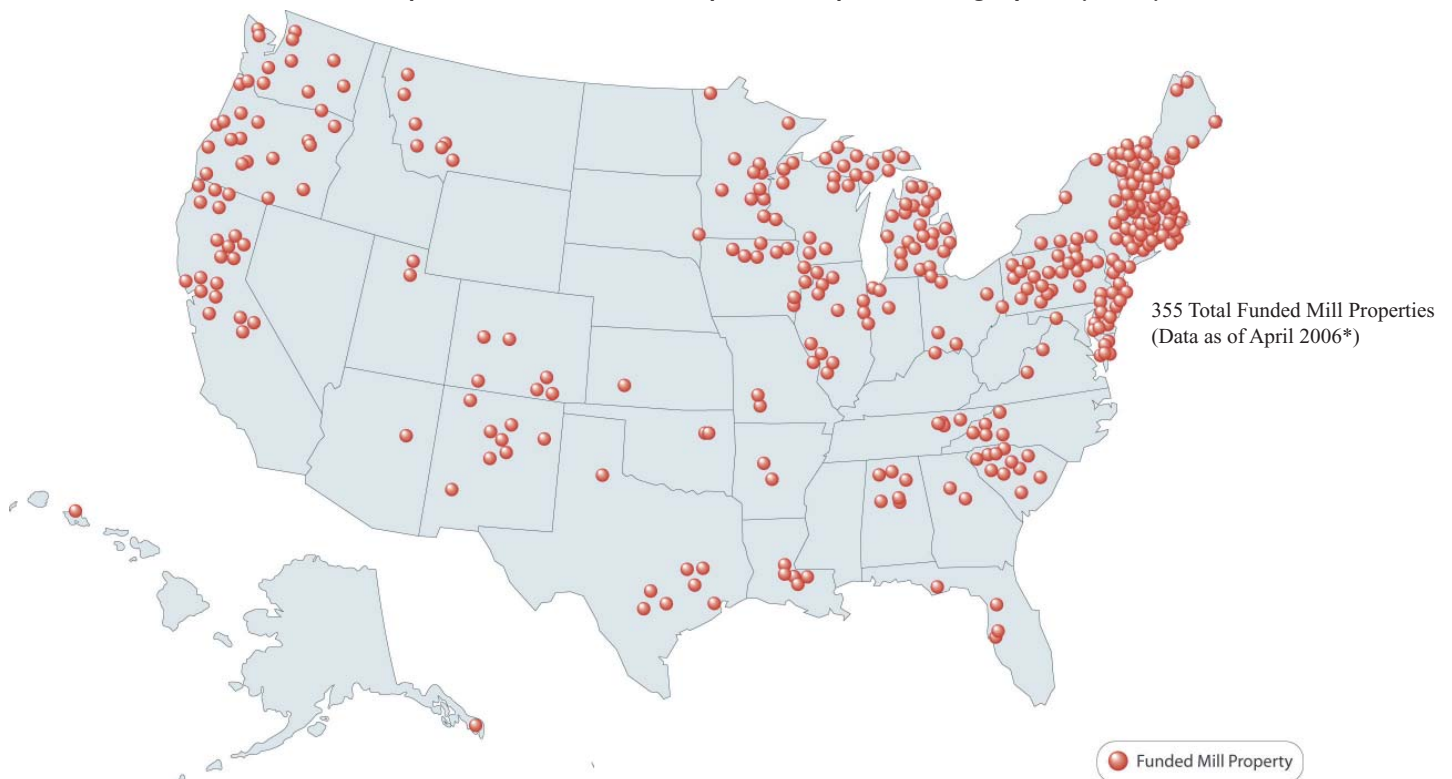 355 Total Funded Mill Properties
(Data as of April 2006*)
Funded Mill Property